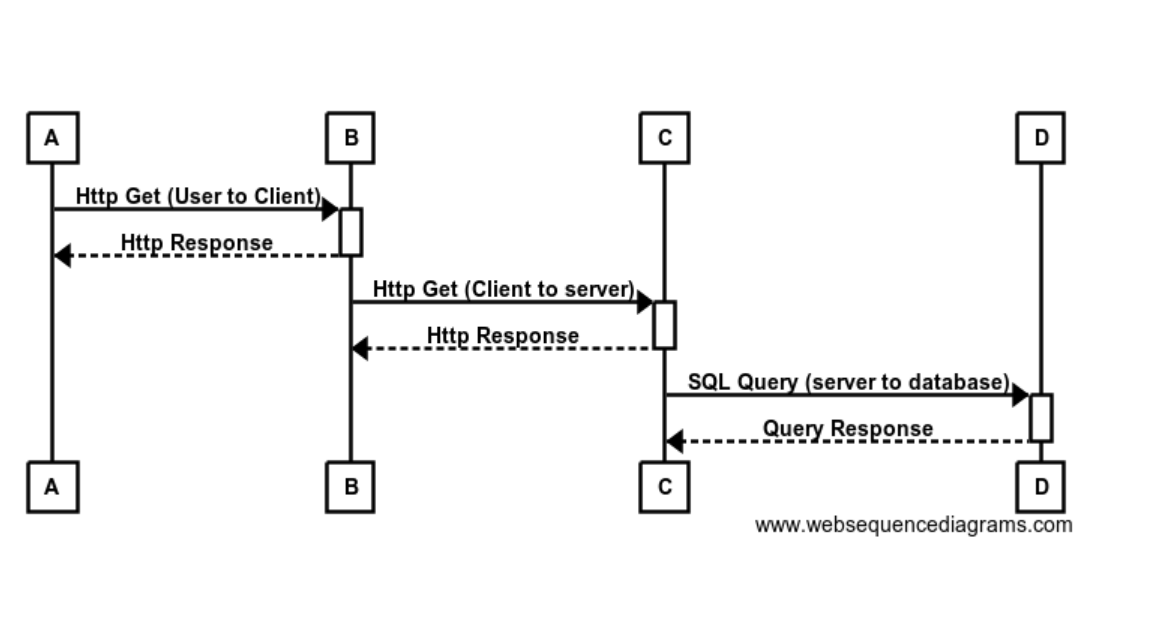 A
B
C
D
Http Get (User to Client)
Http Response
Http Get (Client to server)
Http Response
SQL Query (server to database)
Query Response
A
B
C
D
www.websequencediagrams.com